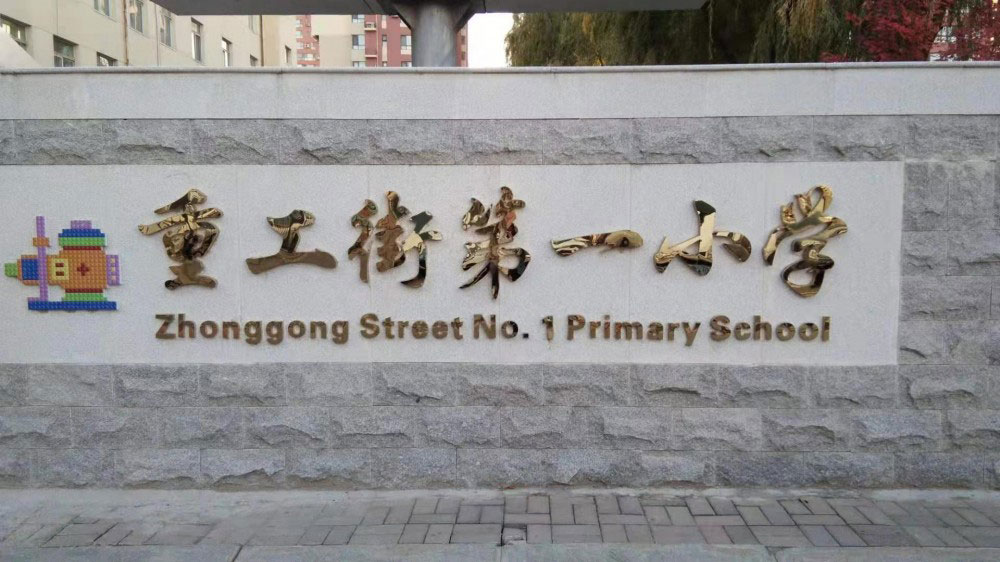 重工街第一小学
Zhonggong Street No. 1 Primary School